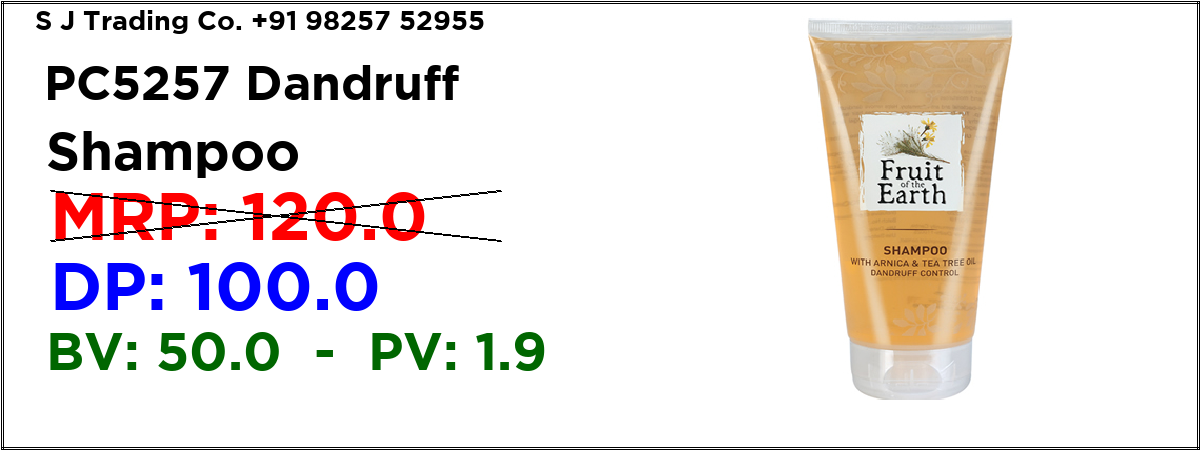 S J Trading Co. +91 98257 52955
PC5257 Dandruff
Shampoo
MRP: 120.0
DP: 100.0
BV: 50.0 - PV: 1.9
Fruit
of the
Earth
SHAMPOO
WITH ARNICA & TEA TREE OIL
DANDRUFF CONTROL